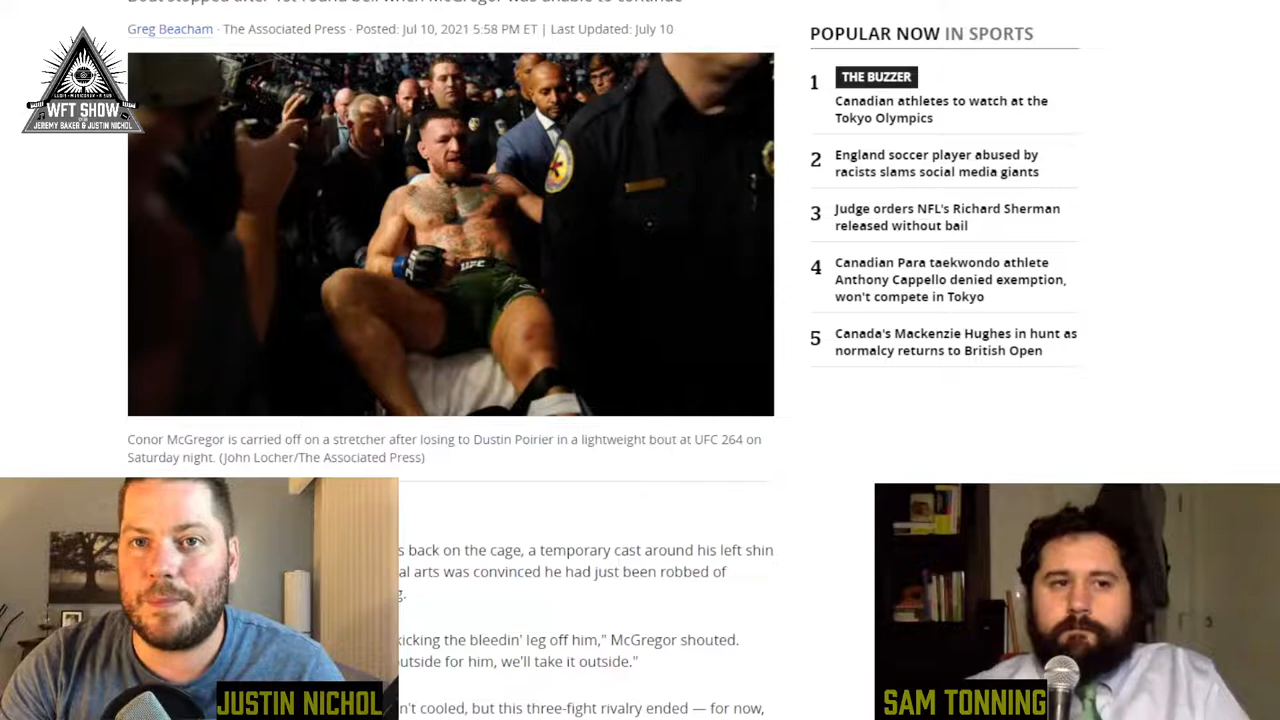 Greg Beacham · The Associated Press · Posted: Jul 10, 2021 5:58 PM ET | Last Updated: July 10
WFT SHOW
JEREMY BAKER & JUSTIN NICHOL
UFC
Conor McGregor is carried off on a stretcher after losing to Dustin Poirier in a lightweight bout at UFC 264 on
Saturday night. (John Locher/The Associated Press)
POPULAR NOW IN SPORTS
1 THE BUZZER
Canadian athletes to watch at the
Tokyo Olympics
2 England soccer player abused by
racists slams social media giants
3 Judge orders NFL's Richard Sherman
released without bail
4 Canadian Para taekwondo athlete
Anthony Cappello denied exemption,
won't compete in Tokyo
5 Canada's Mackenzie Hughes in hunt as
normalcy returns to British Open
s back on the cage, a temporary cast around his left shin
al arts was convinced he had just been robbed of
g.
kicking the bleedin' leg off him," McGregor shouted.
utside for him, we'll take it outside."
n't cooled, but this three-fight rivalry ended — for now,
JUSTIN NICHOL
SAM TONNING